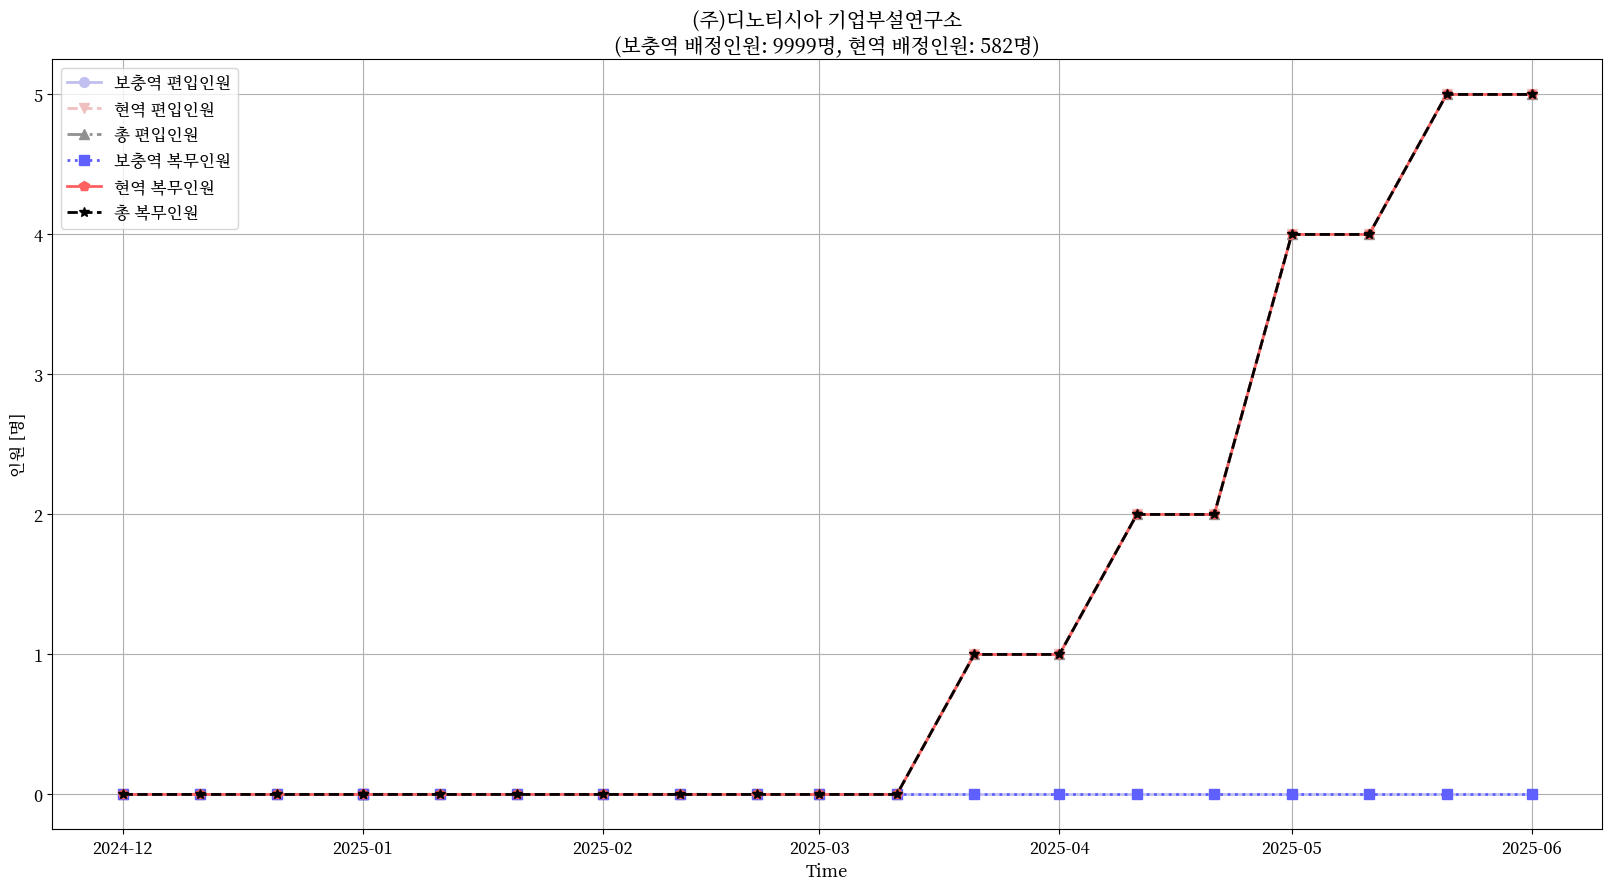 (주)디노티시아 기업부설연구소
(보충역 배정인원: 9999명, 현역 배정인원: 582명)
보충역 편입인원
현역 편입인원
총 편입인원
보충역 복무인원
현역 복무인원
총 복무인원
5
4
3
2
1
0
인원 [명]
2024-12
2025-01
2025-02
2025-03
2025-04
2025-05
2025-06
Time